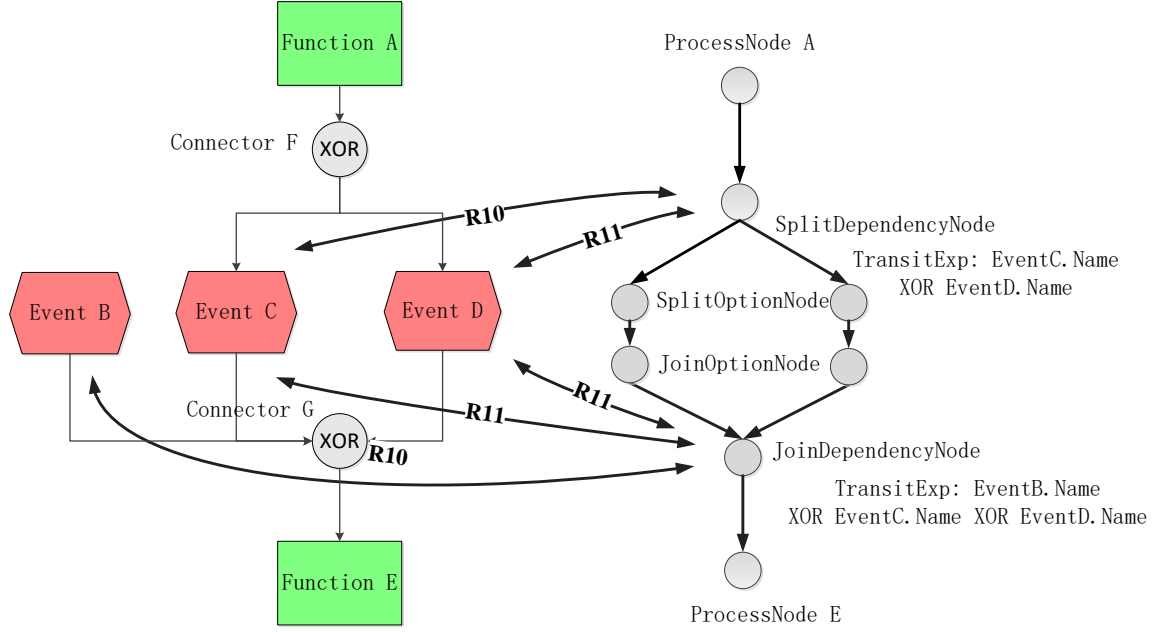 Function A
ProcessNode A
Connector F
XOR
R10
R11
SplitDependencyNode
TransitExp: EventC.Name
XOR EventD.Name
Event B
Event C
Event D
SplitOptionNode
JoinOptionNode
R11
R11
Connector G
XOR
R10
JoinDependencyNode
TransitExp: EventB.Name
XOR EventC.Name XOR EventD.Name
Function E
ProcessNode E